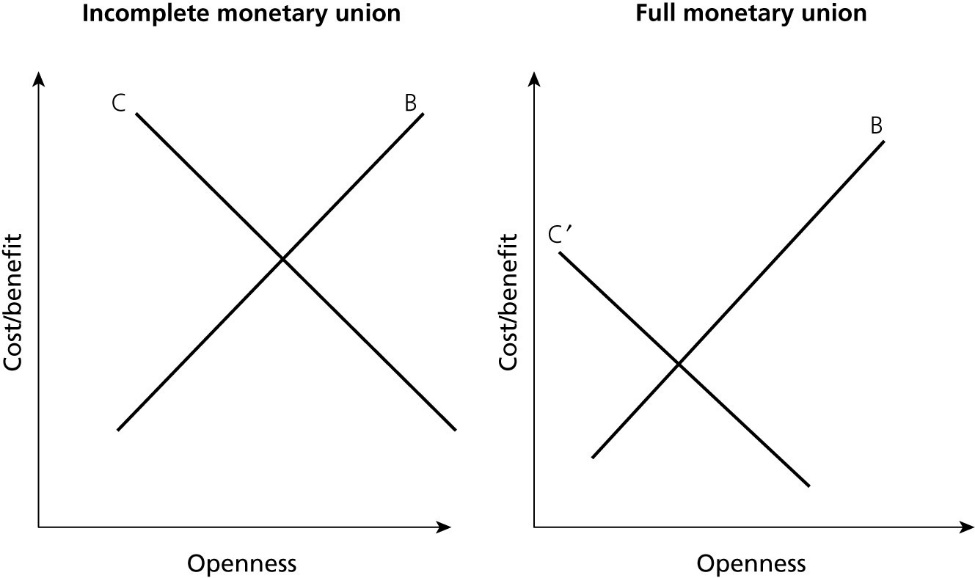 Incomplete monetary union
Full monetary union
C
B
Cost/benefit
Openness
B
C′
Cost/benefit
Openness